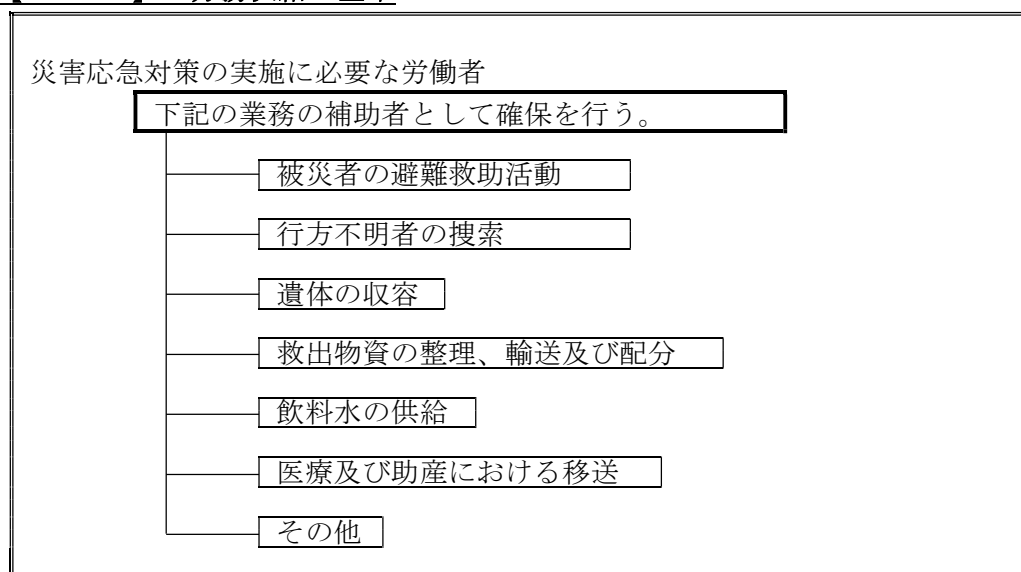 災害応急対策の実施に必要な労働者
下記の業務の補助者として確保を行う。
被災者の避難救助活動
行方不明者の捜索
遺体の収容
救出物資の整理、輸送及び配分
飲料水の供給
医療及び助産における移送
その他